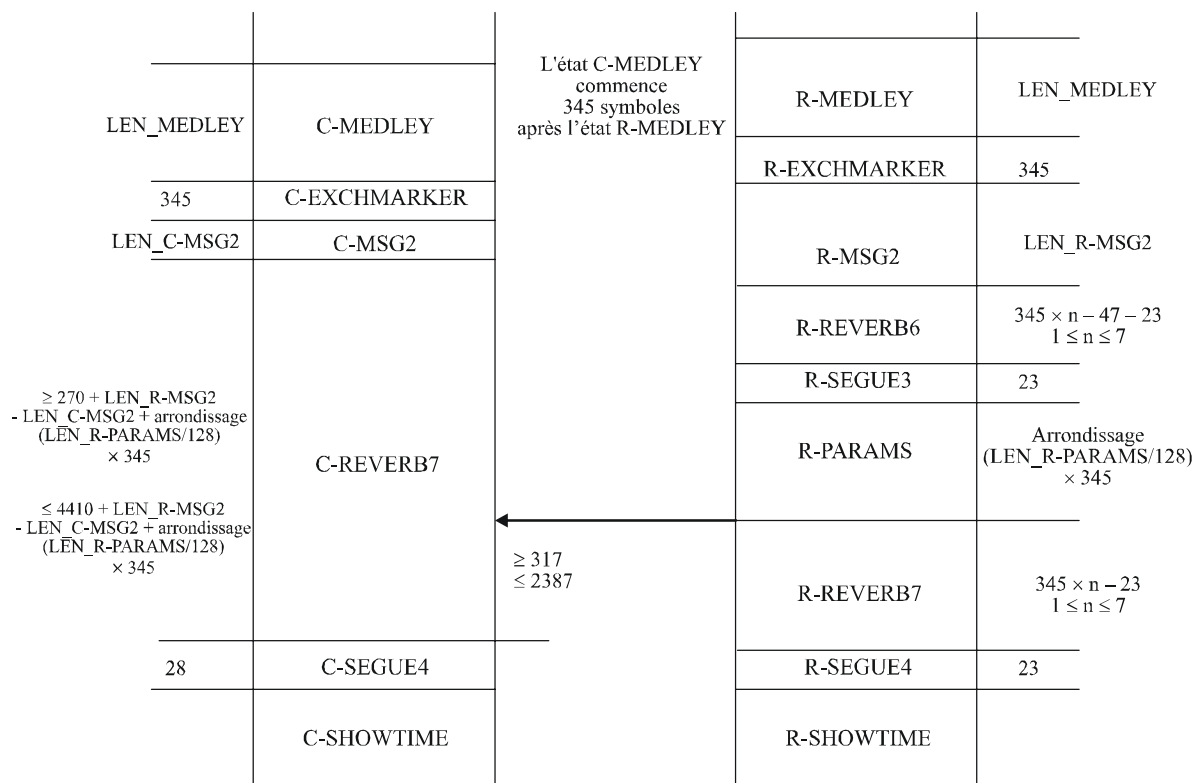 L'état C-MEDLEY
commence
345 symboles
après l'état R-MEDLEY
LEN_MEDLEY
C-MEDLEY
R-MEDLEY
LEN_MEDLEY
R-EXCHMARKER
345
345
C-EXCHMARKER
LEN_C-MSG2
C-MSG2
R-MSG2
LEN_R-MSG2
R-REVERB6
345 × n – 47 – 23
1 ≤ n ≤ 7
R-SEGUE3
23
≥ 270 + LEN_R-MSG2
- LEN_C-MSG2 + arrondissage
(LEN_R-PARAMS/128)
× 345
C-REVERB7
R-PARAMS
Arrondissage
(LEN_R-PARAMS/128)
× 345
≤ 4410 + LEN_R-MSG2
- LEN_C-MSG2 + arrondissage
(LEN_R-PARAMS/128)
× 345
≥ 317
≤ 2387
R-REVERB7
345 × n – 23
1 ≤ n ≤ 7
28
C-SEGUE4
R-SEGUE4
23
C-SHOWTIME
R-SHOWTIME